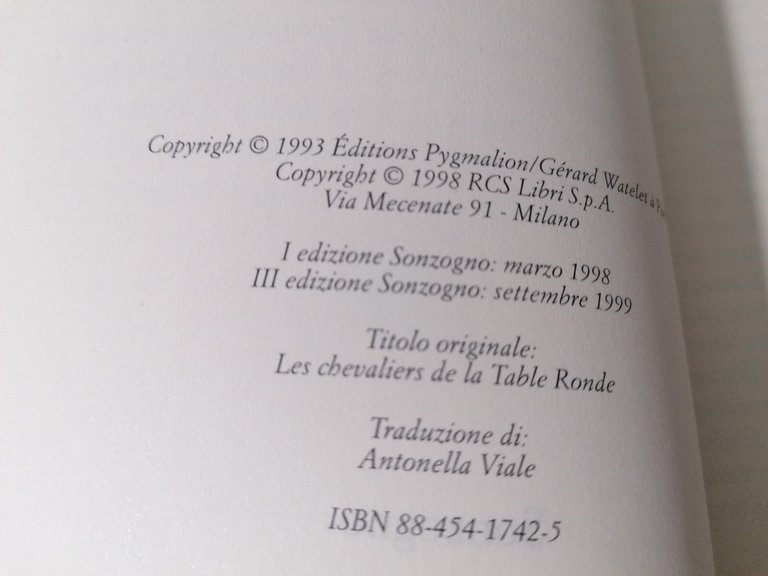 Copyright © 1993 Éditions Pygmalion/Gérard Watelet à
Copyright © 1998 RCS Libri S.p.A.
Via Mecenate 91 - Milano
I edizione Sonzogno: marzo 1998
III edizione Sonzogno: settembre 1999
Titolo originale:
Les chevaliers de la Table Ronde
Traduzione di:
Antonella Viale
ISBN 88-454-1742-5